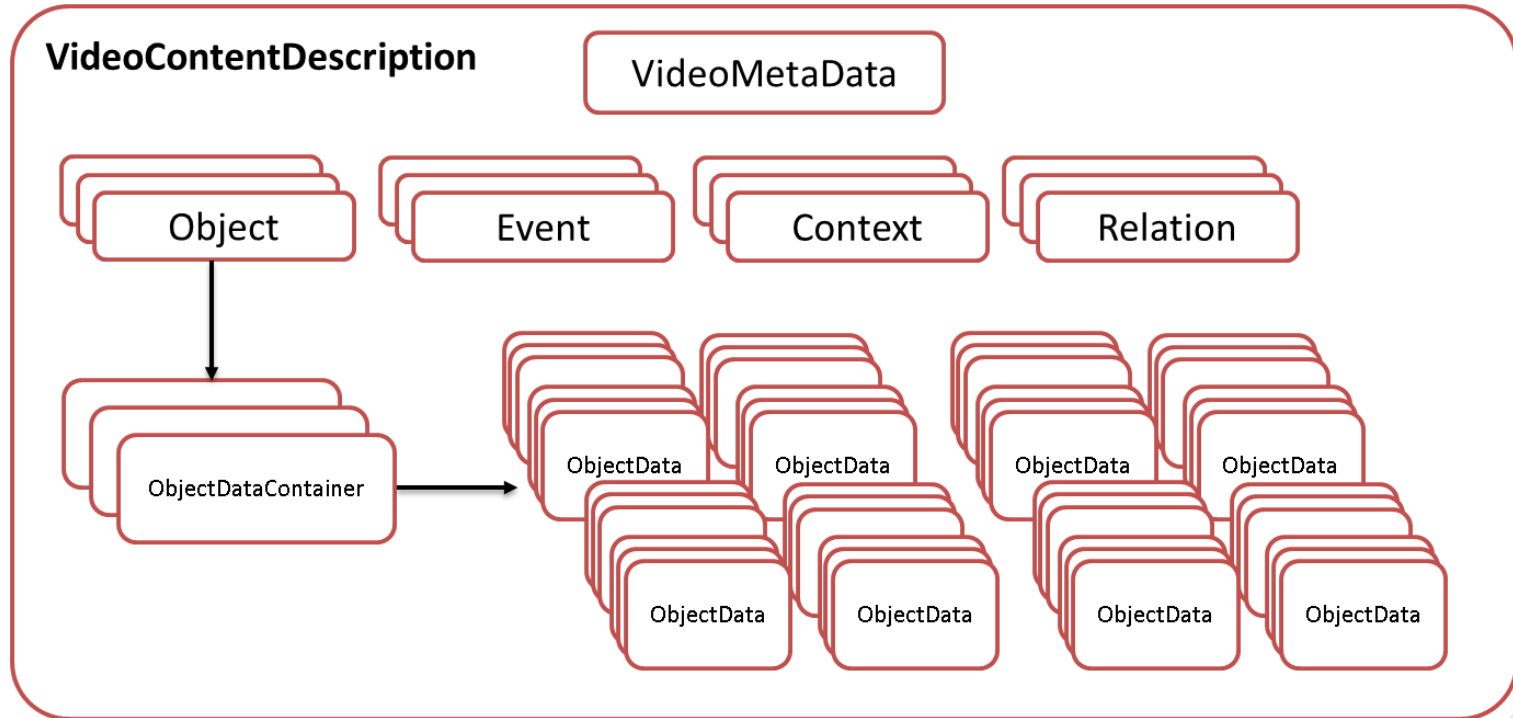 VideoContentDescription
VideoMetaData
Object
Event
Context
Relation
ObjectDataContainer
ObjectData
ObjectData
ObjectData
ObjectData
ObjectData
ObjectData
ObjectData
ObjectData